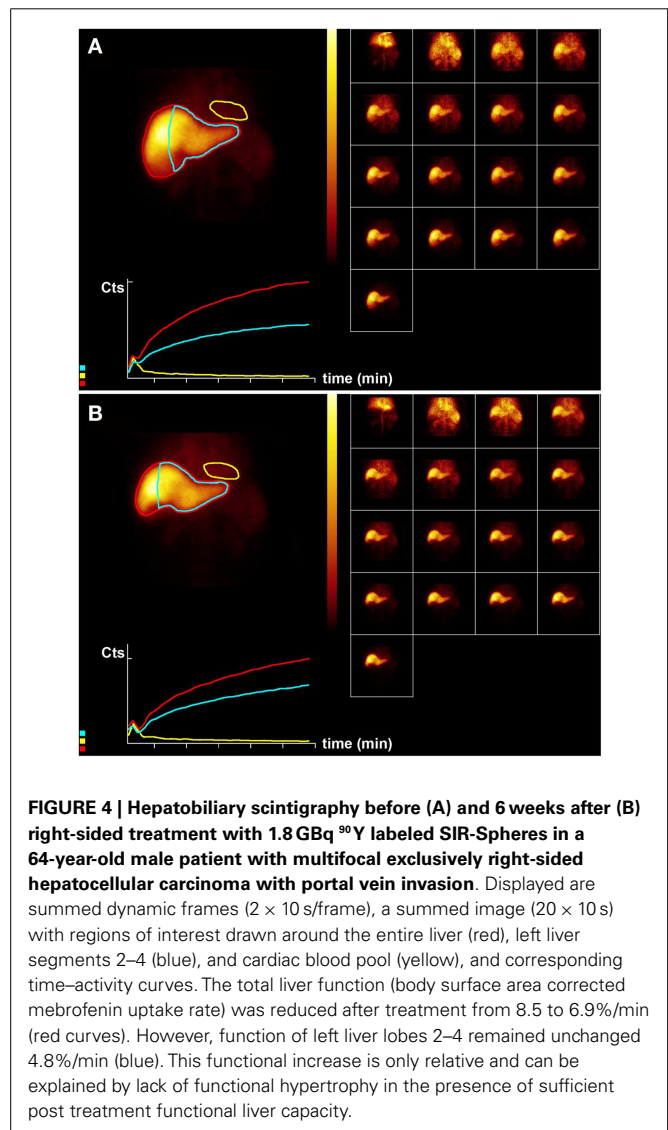 A
Cts
time (min)
B
Cts
time (min)
FIGURE 4 | Hepatobiliary scintigraphy before (A) and 6 weeks after (B)
right-sided treatment with 1.8 GBq ⁹⁰Y labeled SIR-Spheres in a
64-year-old male patient with multifocal exclusively right-sided
hepatocellular carcinoma with portal vein invasion. Displayed are
summed dynamic frames (2 × 10 s/frame), a summed image (20 × 10 s)
with regions of interest drawn around the entire liver (red), left liver
segments 2–4 (blue), and cardiac blood pool (yellow), and corresponding
time–activity curves. The total liver function (body surface area corrected
mebrofenin uptake rate) was reduced after treatment from 8.5 to 6.9%/min
(red curves). However, function of left liver lobes 2–4 remained unchanged
4.8%/min (blue). This functional increase is only relative and can be
explained by lack of functional hypertrophy in the presence of sufficient
post treatment functional liver capacity.